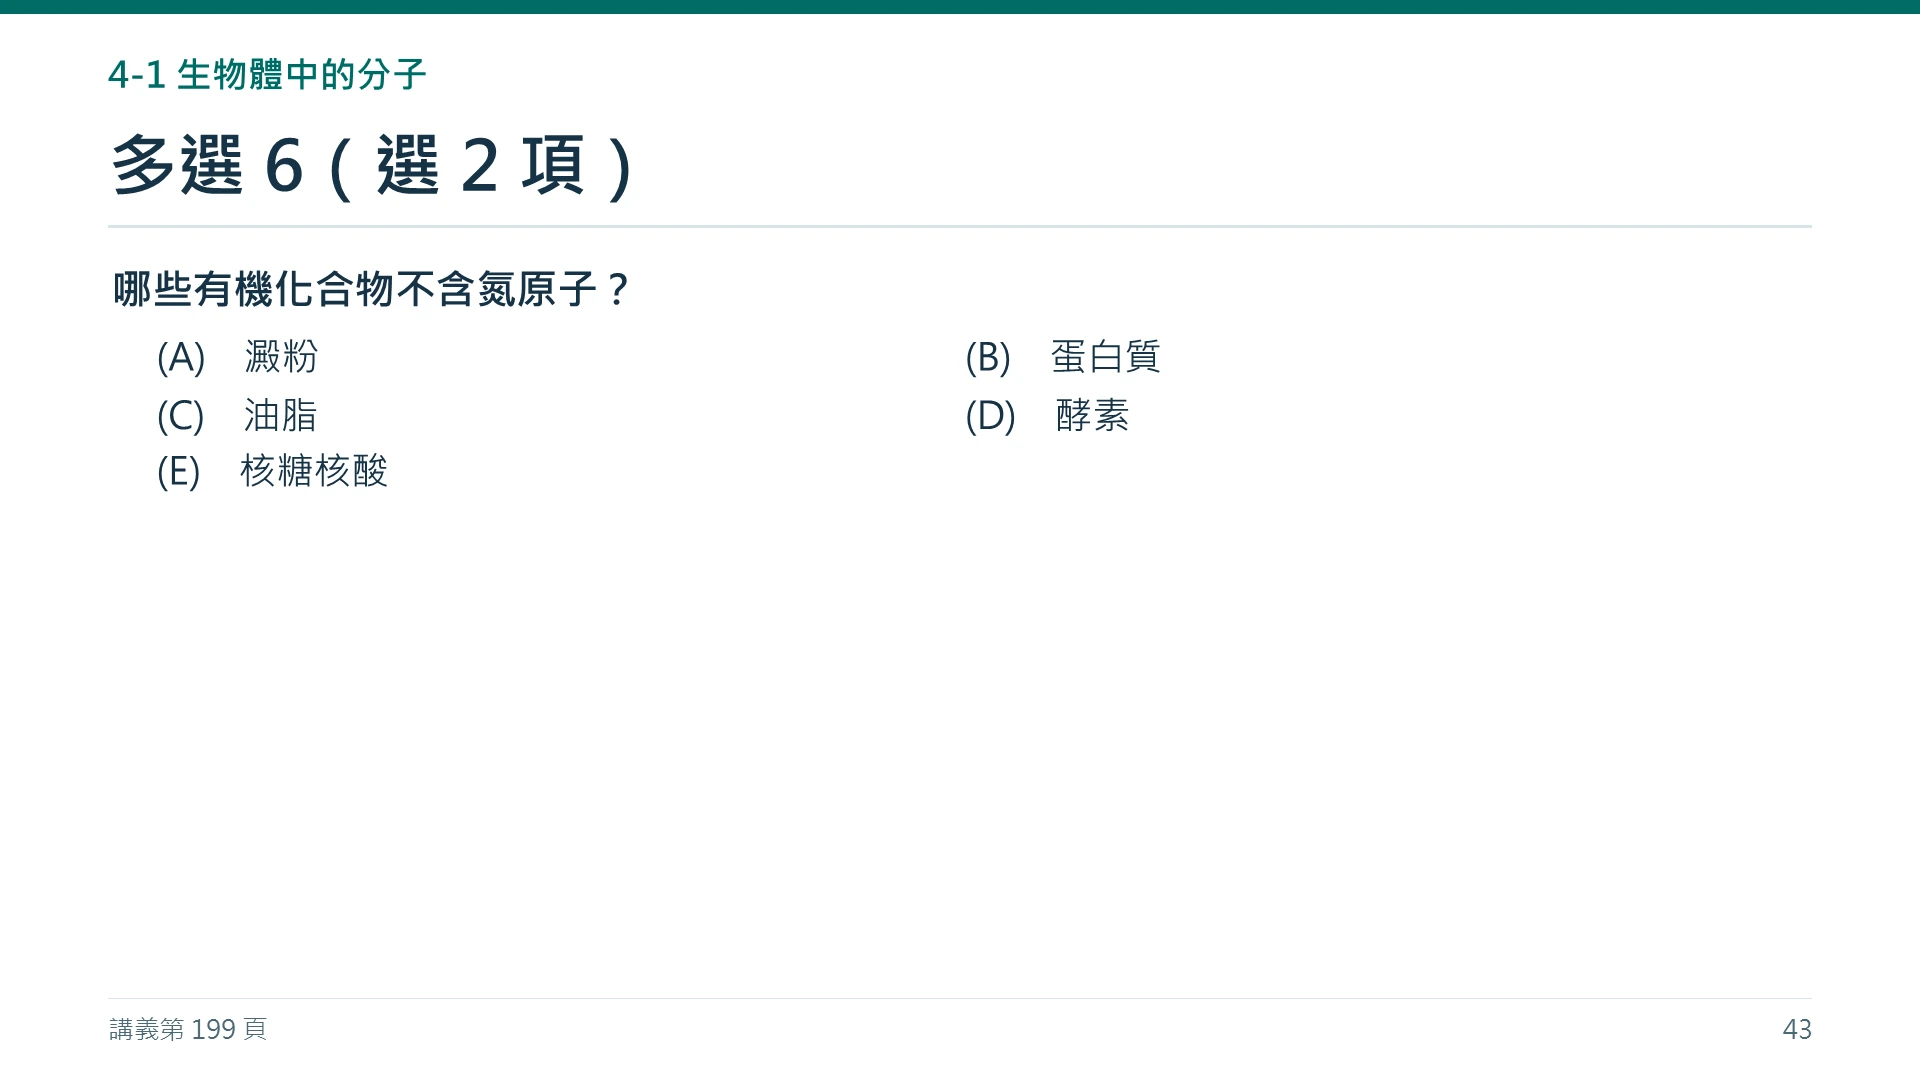 4-1 生物體中的分子
多選 6（選 2 項）
哪些有機化合物不含氮原子？
(A) 澱粉
(B) 蛋白質
(C) 油脂
(D) 酵素
(E) 核糖核酸
講義第 199 頁
43